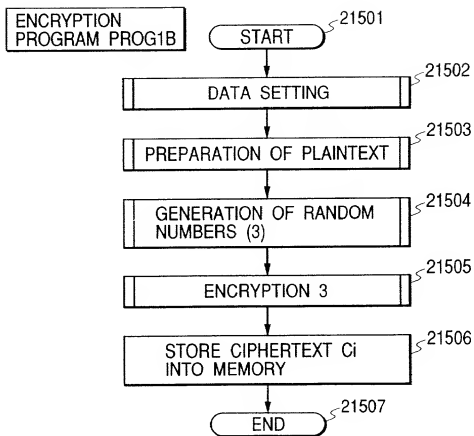 ENCRYPTION
PROGRAM PROG1B
START
21501
21502
DATA SETTING
21503
PREPARATION OF PLAINTEXT
21504
GENERATION OF RANDOM
NUMBERS (3)
21505
ENCRYPTION 3
21506
STORE CIPHERTEXT Ci
INTO MEMORY
END
21507